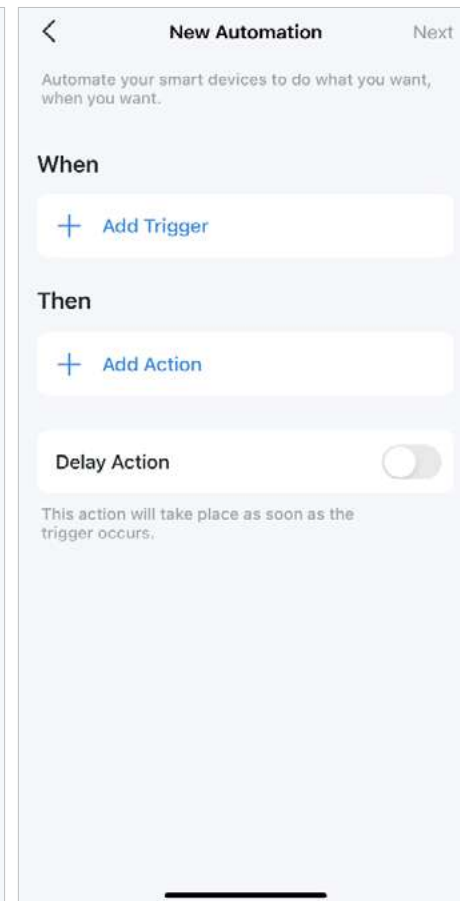 New Automation
Next
Automate your smart devices to do what you want,
when you want.
When
Add Trigger
Then
Add Action
Delay Action
This action will take place as soon as the
trigger occurs.